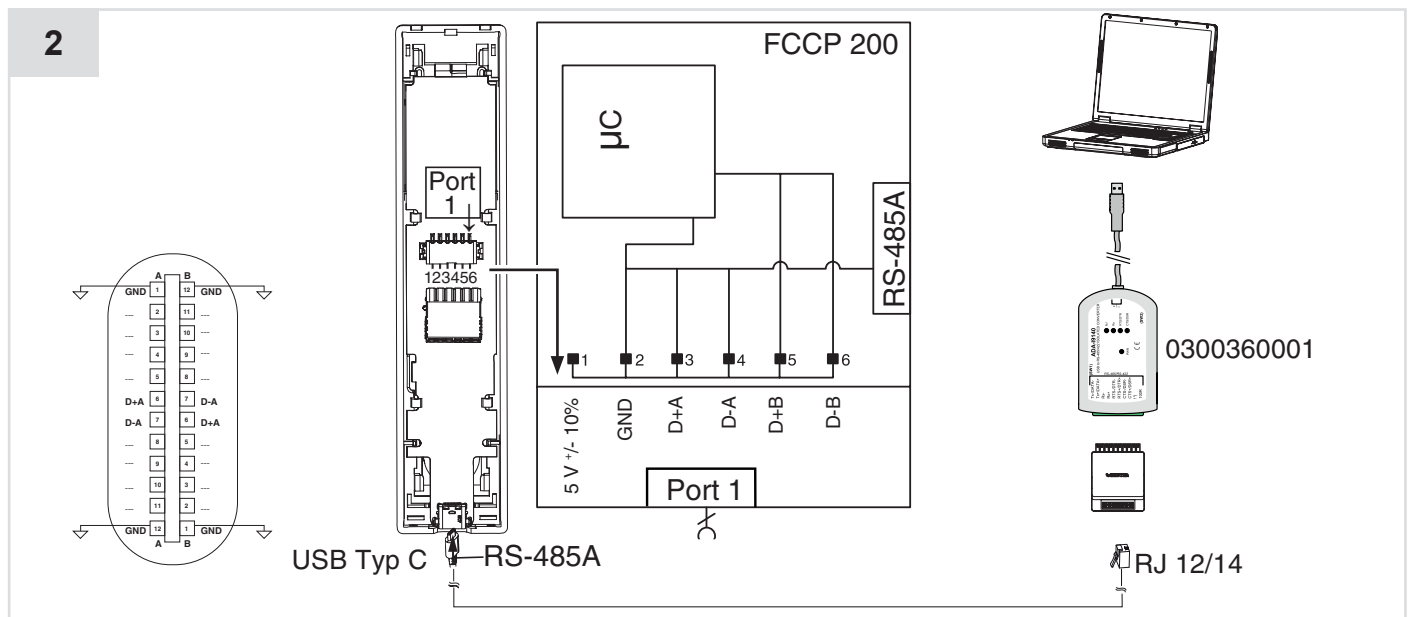 2
FCCP 200
µC
Port
1
123456
RS-485A
1
2
3
4
5
6
5 V +/- 10%
GND
D+A
D-A
D+B
D-B
Port 1
A B
GND 1 12 GND
--- 2 11 ---
--- 3 10 ---
--- 4 9 ---
--- 5 8 ---
D+A 6 7 D-A
D-A 7 6 D+A
--- 8 5 ---
--- 9 4 ---
--- 10 3 ---
--- 11 2 ---
GND 12 1 GND
A B
USB Typ C
RS-485A
ADA-I9140
0300360001
RJ 12/14